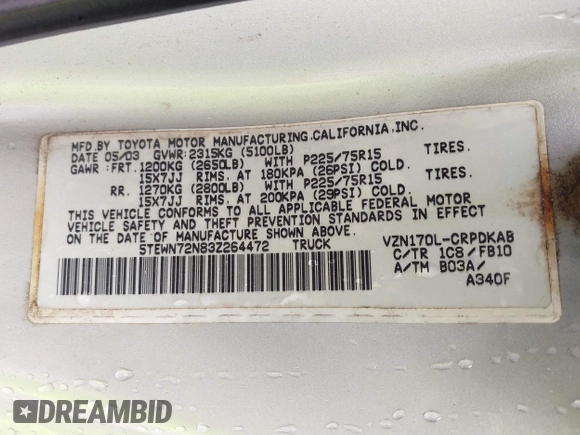 MFD.BY TOYOTA MOTOR MANUFACTURING,CALIFORNIA,INC.
DATE 05/03 GVWR:2315KG (5100LB)
GAWR:FRT.1200KG (2650LB) WITH P225/75R15 TIRES.
15X7JJ RIMS. AT 180KPA (26PSI) COLD.
RR. 1270KG (2800LB) WITH P225/75R15 TIRES.
15X7JJ RIMS. AT 200KPA (29PSI) COLD.
THIS VEHICLE CONFORMS TO ALL APPLICABLE FEDERAL MOTOR
VEHICLE SAFETY AND THEFT PREVENTION STANDARDS IN
EFFECT ON THE DATE OF MANUFACTURE SHOWN ABOVE.
5TEWN72N83Z264472 TRUCK VZN170L-CRPDKAB
C/TR 1C8/FB10
A/TM B03A/
A340F
DREAMBID